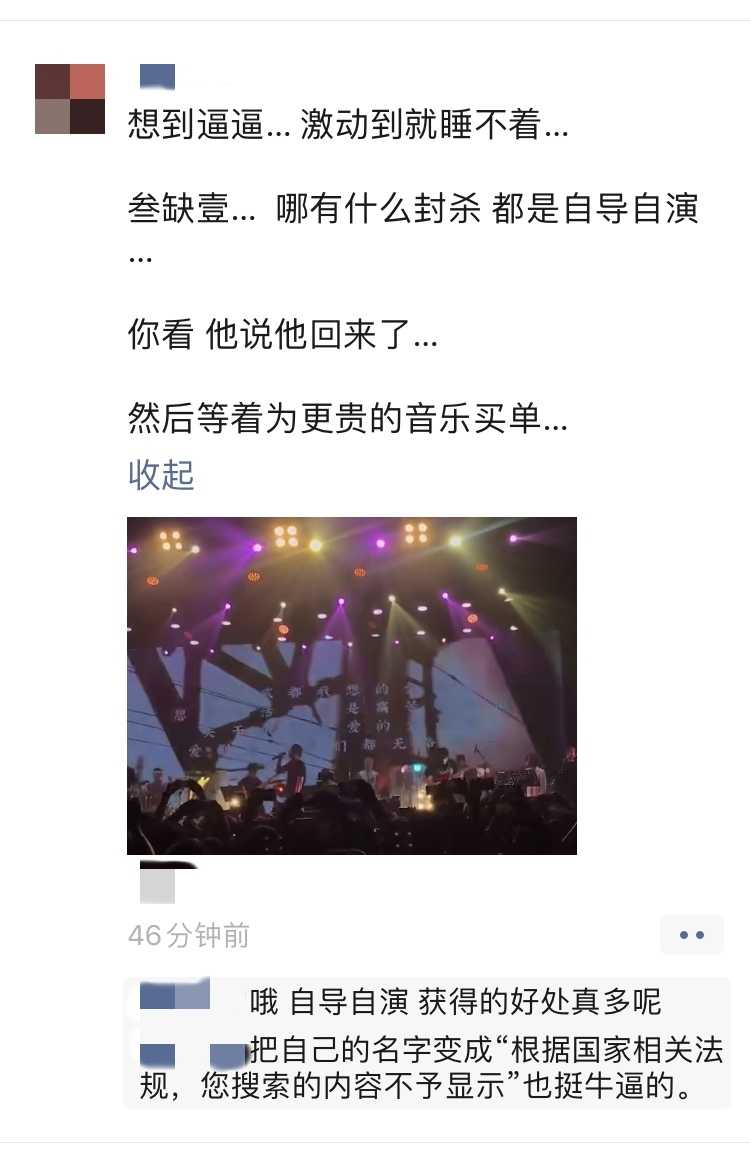 想到逼逼... 激动到就睡不着...
叁缺壹... 哪有什么封杀 都是自导自演
...
你看 他说他回来了...
然后等着为更贵的音乐买单...
收起
46分钟前
哦 自导自演 获得的好处真多呢
把自己的名字变成“根据国家相关法
规，您搜索的内容不予显示”也挺牛逼的。